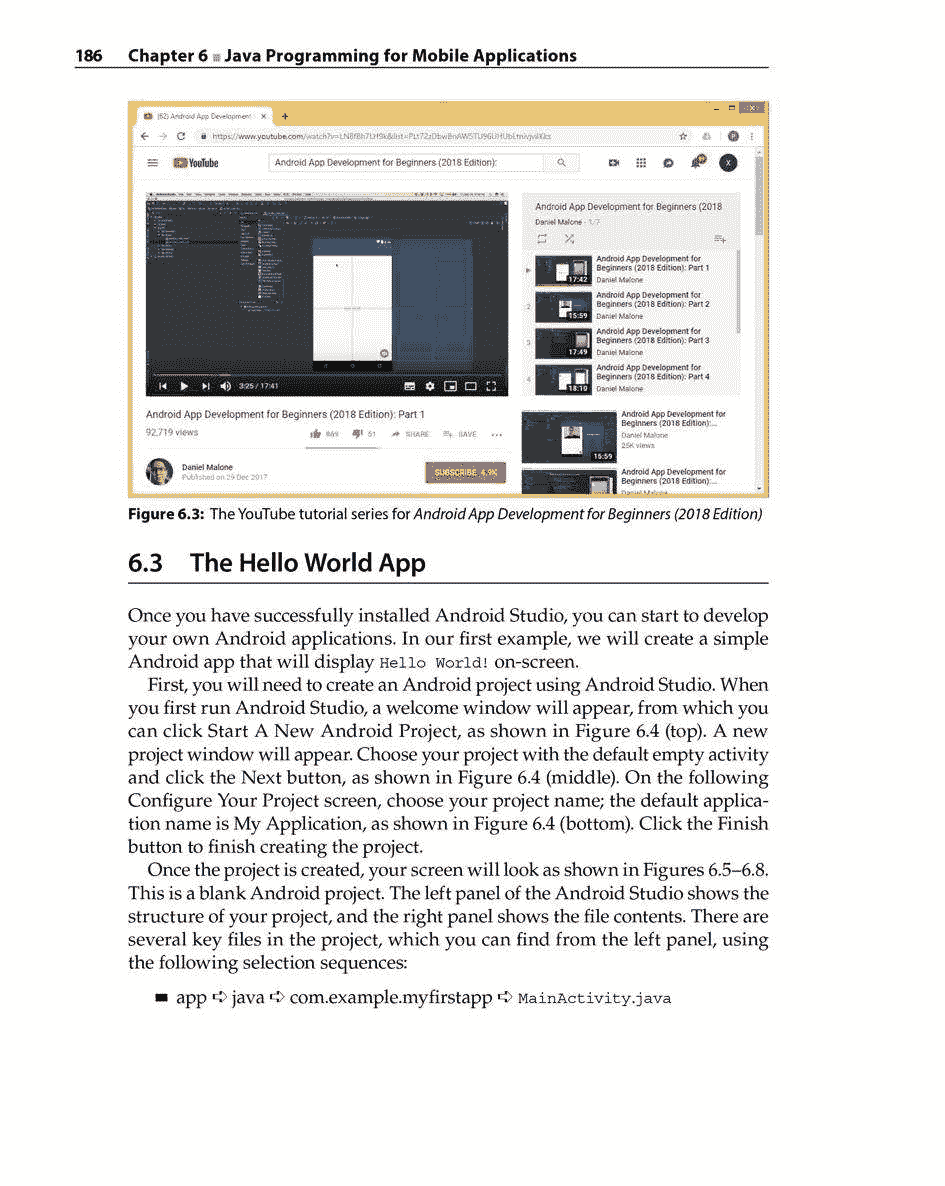 186 Chapter 6 ■ Java Programming for Mobile Applications
(52) Android App Development
YouTube
Android App Development for Beginners (2018 Edition):
X
Android App Development for Beginners (2018
Daniel Malone - 1/7
Android App Development for
Beginners (2018 Edition): Part 1
Daniel Malone
17:42
2
Android App Development for
Beginners (2018 Edition): Part 2
Daniel Malone
15:59
3
Android App Development for
Beginners (2018 Edition): Part 3
Daniel Malone
17:49
4
Android App Development for
Beginners (2018 Edition): Part 4
Daniel Malone
18:19
3:25 / 17:41
Android App Development for Beginners (2018 Edition): Part 1
92,719 views
869 51 SHARE SAVE
Daniel Malone
Published on 29 Dec 2017
SUBSCRIBE 4.9K
Android App Development for
Beginners (2018 Edition):...
Daniel Malone
25K views
15:59
Android App Development for
Beginners (2018 Edition):...
Daniel Malone
Figure 6.3: The YouTube tutorial series for Android App Development for Beginners (2018 Edition)
6.3 The Hello World App
Once you have successfully installed Android Studio, you can start to develop
your own Android applications. In our first example, we will create a simple
Android app that will display Hello World! on-screen.
First, you will need to create an Android project using Android Studio. When
you first run Android Studio, a welcome window will appear, from which you
can click Start A New Android Project, as shown in Figure 6.4 (top). A new
project window will appear. Choose your project with the default empty activity
and click the Next button, as shown in Figure 6.4 (middle). On the following
Configure Your Project screen, choose your project name; the default applica-
tion name is My Application, as shown in Figure 6.4 (bottom). Click the Finish
button to finish creating the project.
Once the project is created, your screen will look as shown in Figures 6.5–6.8.
This is a blank Android project. The left panel of the Android Studio shows the
structure of your project, and the right panel shows the file contents. There are
several key files in the project, which you can find from the left panel, using
the following selection sequences:
■ app ➪ java ➪ com.example.myfirstapp ➪ MainActivity.java